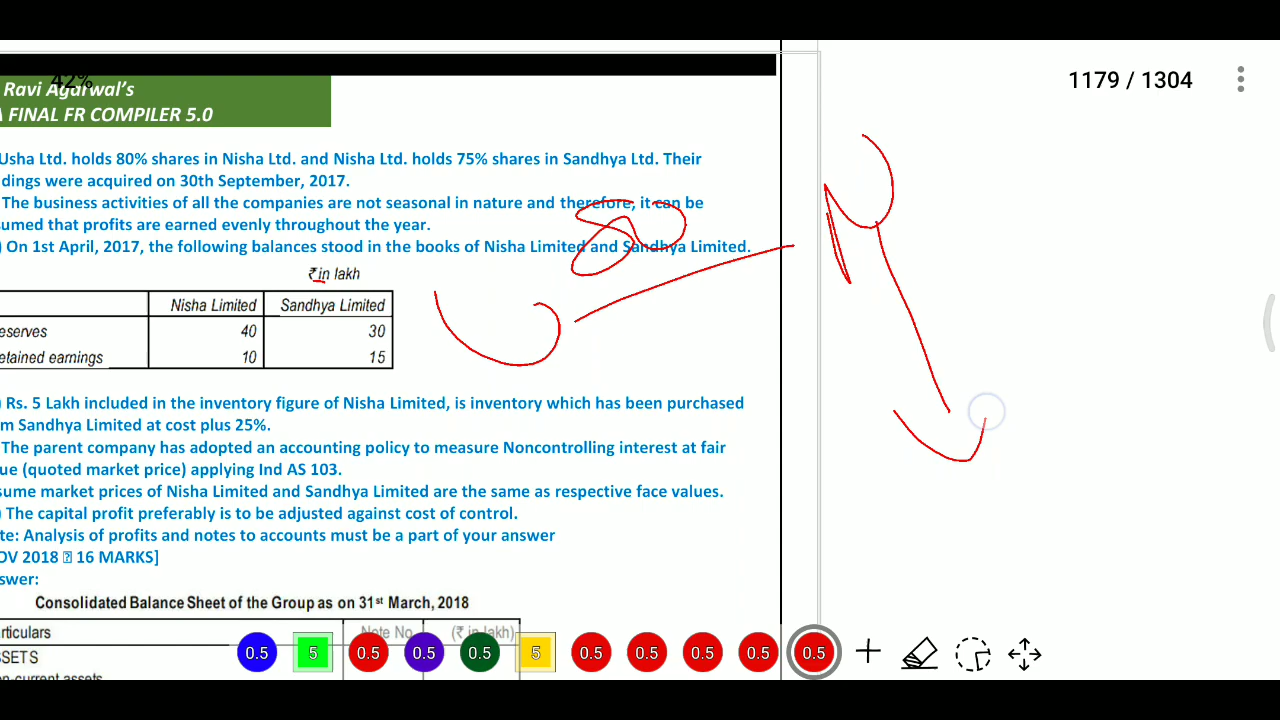 42%
Ravi Agarwal's
A FINAL FR COMPILER 5.0
1179 / 1304
Usha Ltd. holds 80% shares in Nisha Ltd. and Nisha Ltd. holds 75% shares in Sandhya Ltd. Their
dings were acquired on 30th September, 2017.
The business activities of all the companies are not seasonal in nature and therefore, it can be
sumed that profits are earned evenly throughout the year.
) On 1st April, 2017, the following balances stood in the books of Nisha Limited and Sandhya Limited.
₹ in lakh
Nisha Limited Sandhya Limited
eserves 40 30
etained earnings 10 15
) Rs. 5 Lakh included in the inventory figure of Nisha Limited, is inventory which has been purchased
m Sandhya Limited at cost plus 25%.
The parent company has adopted an accounting policy to measure Noncontrolling interest at fair
ue (quoted market price) applying Ind AS 103.
sume market prices of Nisha Limited and Sandhya Limited are the same as respective face values.
) The capital profit preferably is to be adjusted against cost of control.
te: Analysis of profits and notes to accounts must be a part of your answer
OV 2018 16 MARKS]
swer:
Consolidated Balance Sheet of the Group as on 31st March, 2018
rticulars Note No. (₹ in lakh)
SSETS
n-current assets
0.5 5 0.5 0.5 0.5 5 0.5 0.5 0.5 0.5 0.5